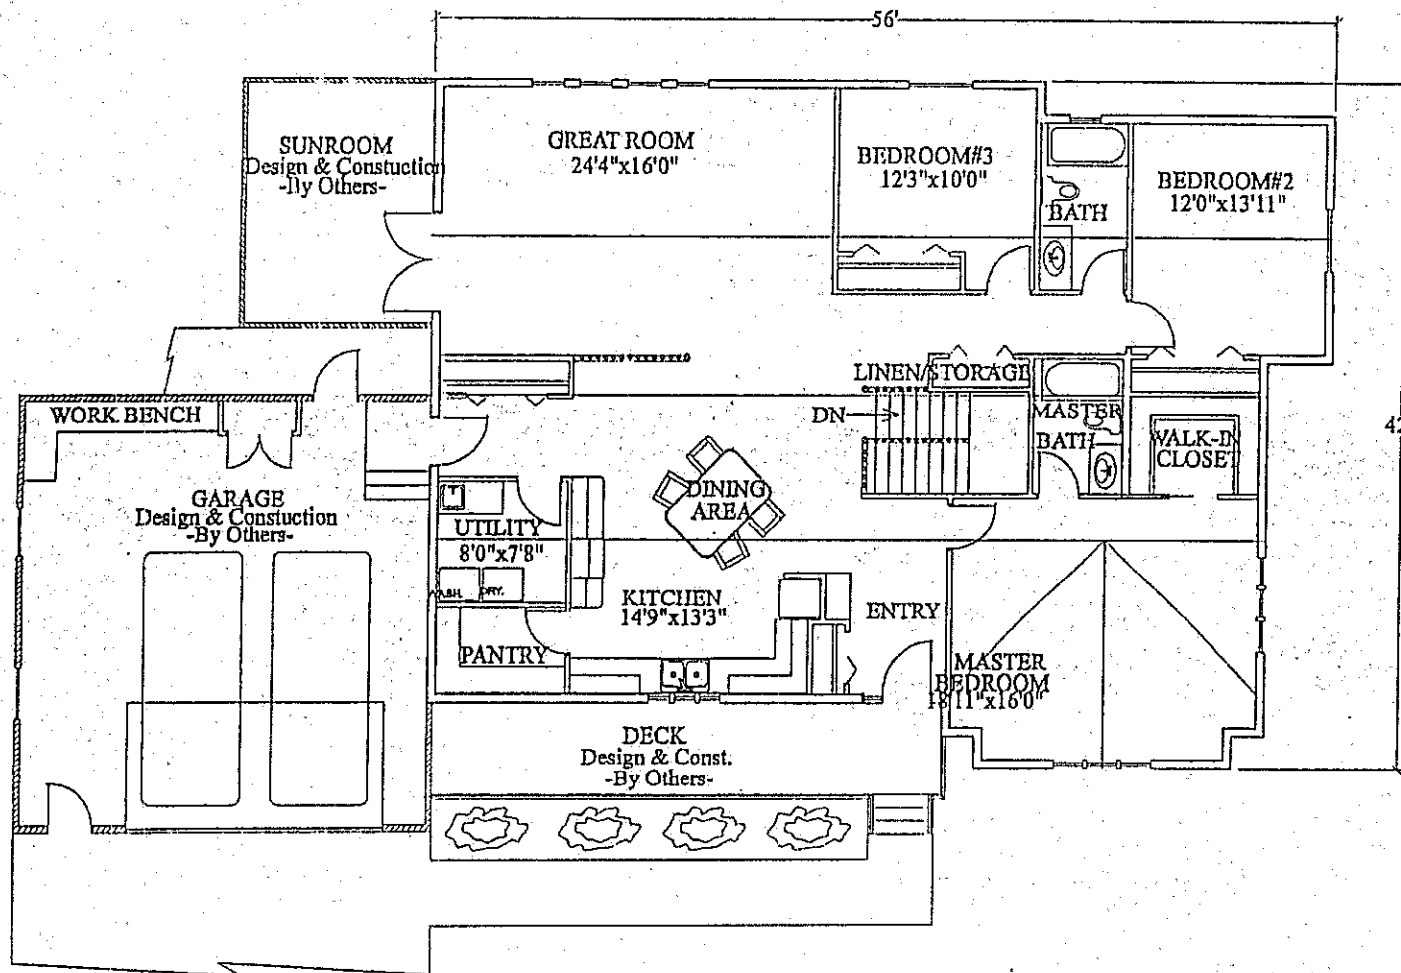 56'
SUNROOM
Design & Constuction
-By Others-
GREAT ROOM
24'4"x16'0"
BEDROOM#3
12'3"x10'0"
BATH
BEDROOM#2
12'0"x13'11"
LINEN/STORAGE
DN
MASTER
BATH
WALK-IN
CLOSET
42
WORK BENCH
GARAGE
Design & Constuction
-By Others-
DINING
AREA
UTILITY
8'0"x7'8"
DRY.
KITCHEN
14'9"x13'3"
PANTRY
ENTRY
MASTER
BEDROOM
x16'0"
DECK
Design & Const.
-By Others-